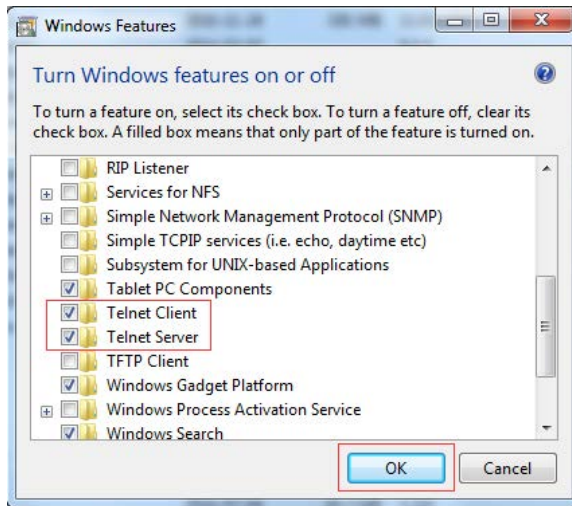 Windows Features
Turn Windows features on or off
To turn a feature on, select its check box. To turn a feature off, clear its
check box. A filled box means that only part of the feature is turned on.
RIP Listener
Services for NFS
Simple Network Management Protocol (SNMP)
Simple TCPIP services (i.e. echo, daytime etc)
Subsystem for UNIX-based Applications
Tablet PC Components
Telnet Client
Telnet Server
TFTP Client
Windows Gadget Platform
Windows Process Activation Service
Windows Search
OK Cancel